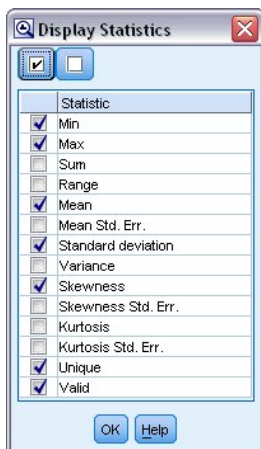 Display Statistics
Statistic
Min
Max
Sum
Range
Mean
Mean Std. Err.
Standard deviation
Variance
Skewness
Skewness Std. Err.
Kurtosis
Kurtosis Std. Err.
Unique
Valid
OK Help